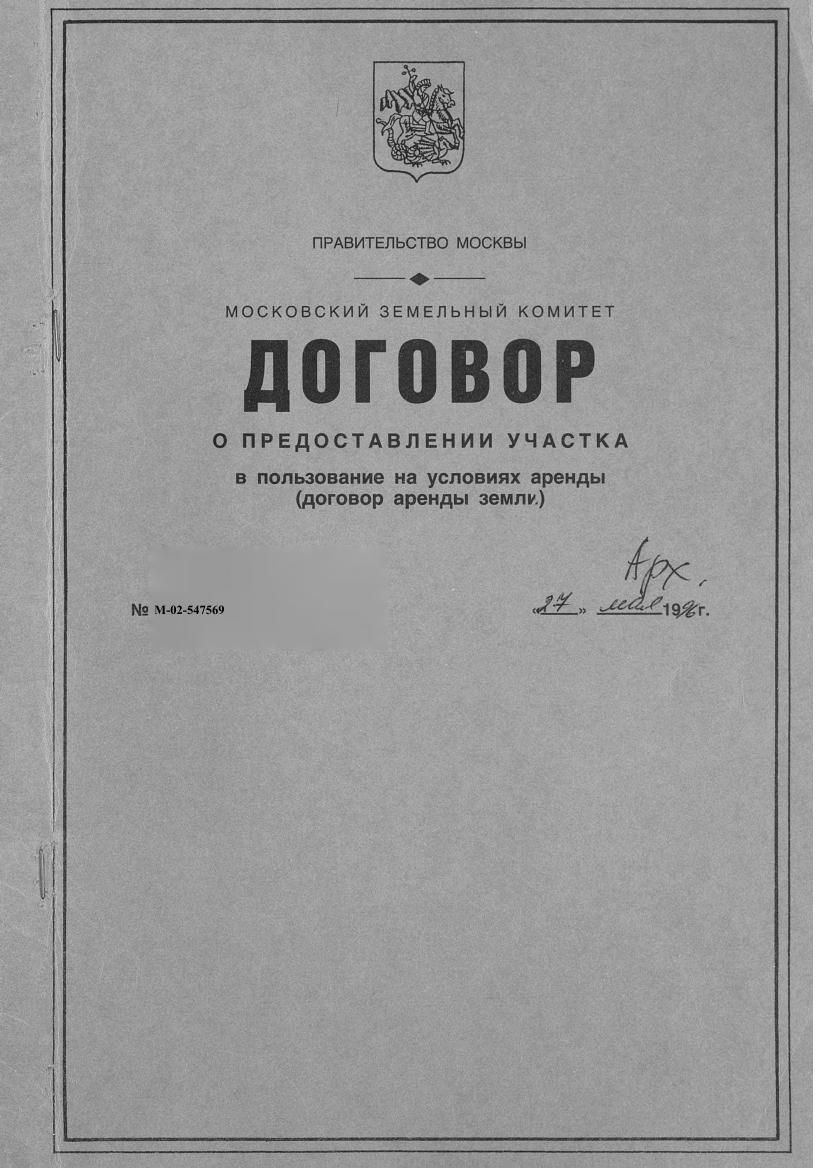 ПРАВИТЕЛЬСТВО МОСКВЫ
МОСКОВСКИЙ ЗЕМЕЛЬНЫЙ КОМИТЕТ
ДОГОВОР
О ПРЕДОСТАВЛЕНИИ УЧАСТКА
в пользование на условиях аренды
(договор аренды земли)
Арх.
№ М-02-547569 «27» мая 1996г.